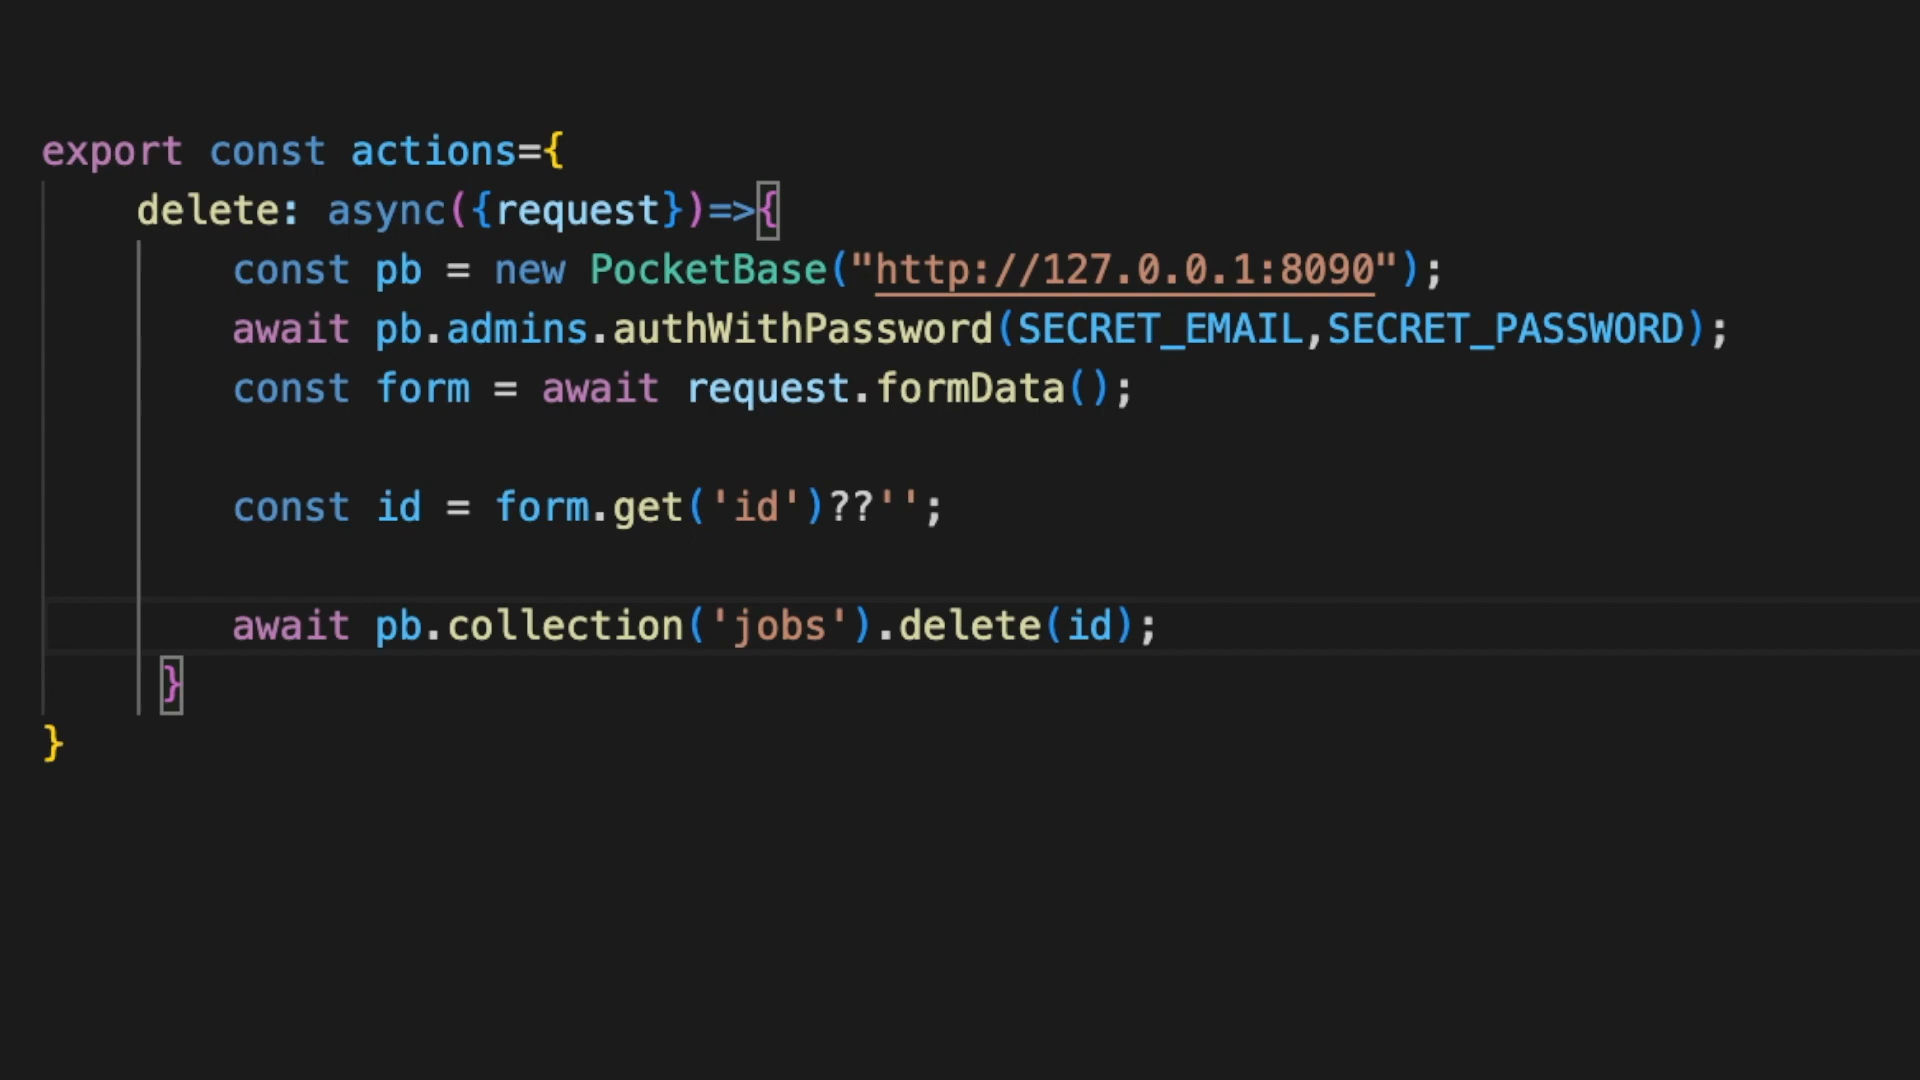 export const actions={
delete: async({request})=>{
const pb = new PocketBase("http://127.0.0.1:8090");
await pb.admins.authWithPassword(SECRET_EMAIL,SECRET_PASSWORD);
const form = await request.formData();
const id = form.get('id')??'';
await pb.collection('jobs').delete(id);
}
}